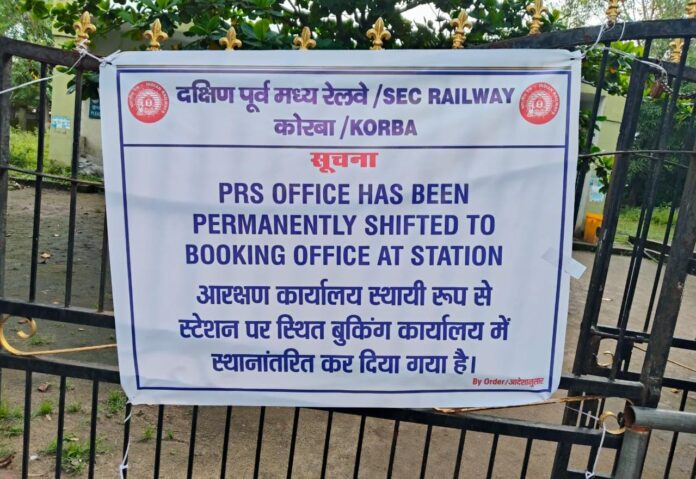 दक्षिण पूर्व मध्य रेलवे /SEC RAILWAY
कोरबा /KORBA
सूचना
PRS OFFICE HAS BEEN
PERMANENTLY SHIFTED TO
BOOKING OFFICE AT STATION
आरक्षण कार्यालय स्थायी रूप से
स्टेशन पर स्थित बुकिंग कार्यालय में
स्थानांतरित कर दिया गया है।
By Order/आदेशानुसार